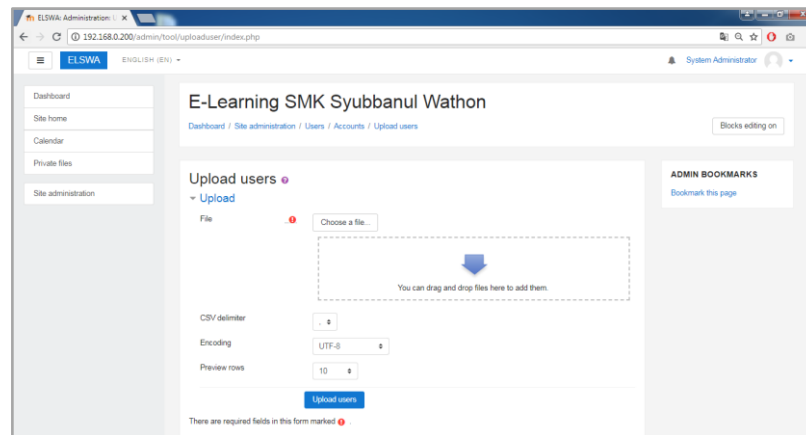 ELSWA: Administration: U
192.168.0.200/admin/tool/uploaduser/index.php
ELSWA ENGLISH (EN) System Administrator
Dashboard
Site home
Calendar
Private files
Site administration
E-Learning SMK Syubbanul Wathon
Dashboard / Site administration / Users / Accounts / Upload users
Blocks editing on
Upload users
Upload
File
Choose a file...
You can drag and drop files here to add them.
CSV delimiter
Encoding UTF-8
Preview rows 10
Upload users
There are required fields in this form marked
ADMIN BOOKMARKS
Bookmark this page